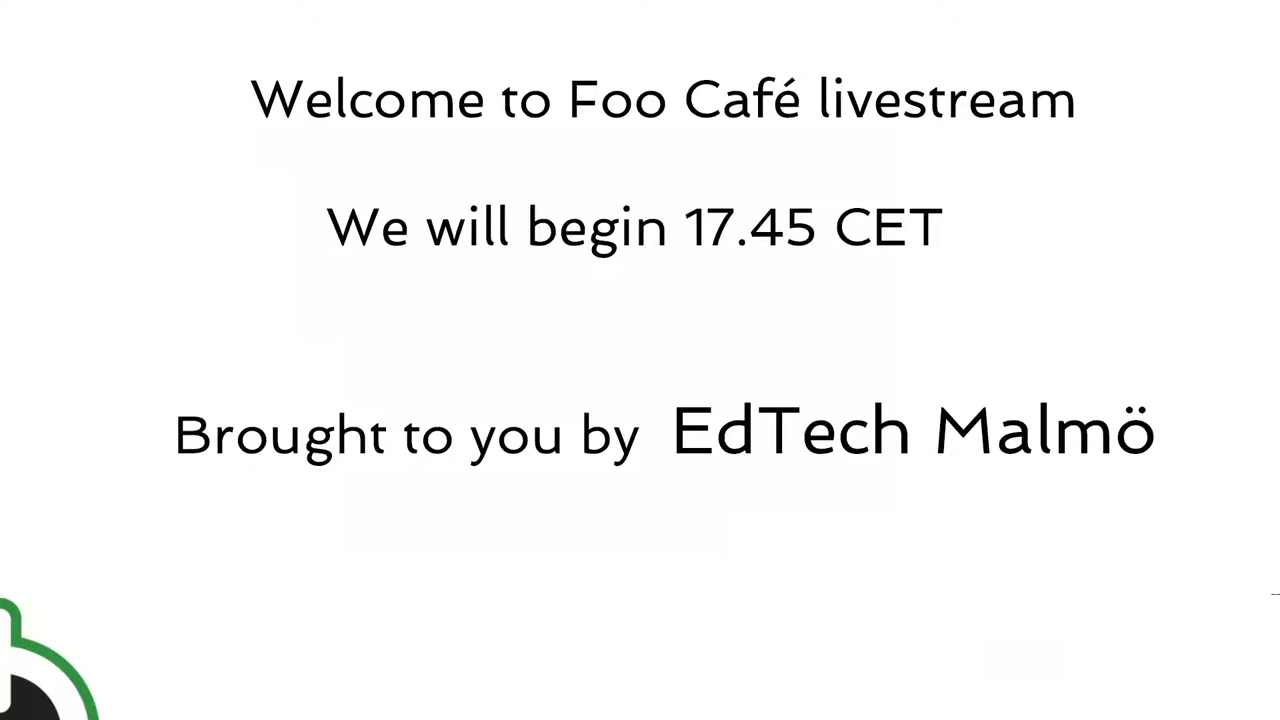 Welcome to Foo Café livestream
We will begin 17.45 CET
Brought to you by EdTech Malmö